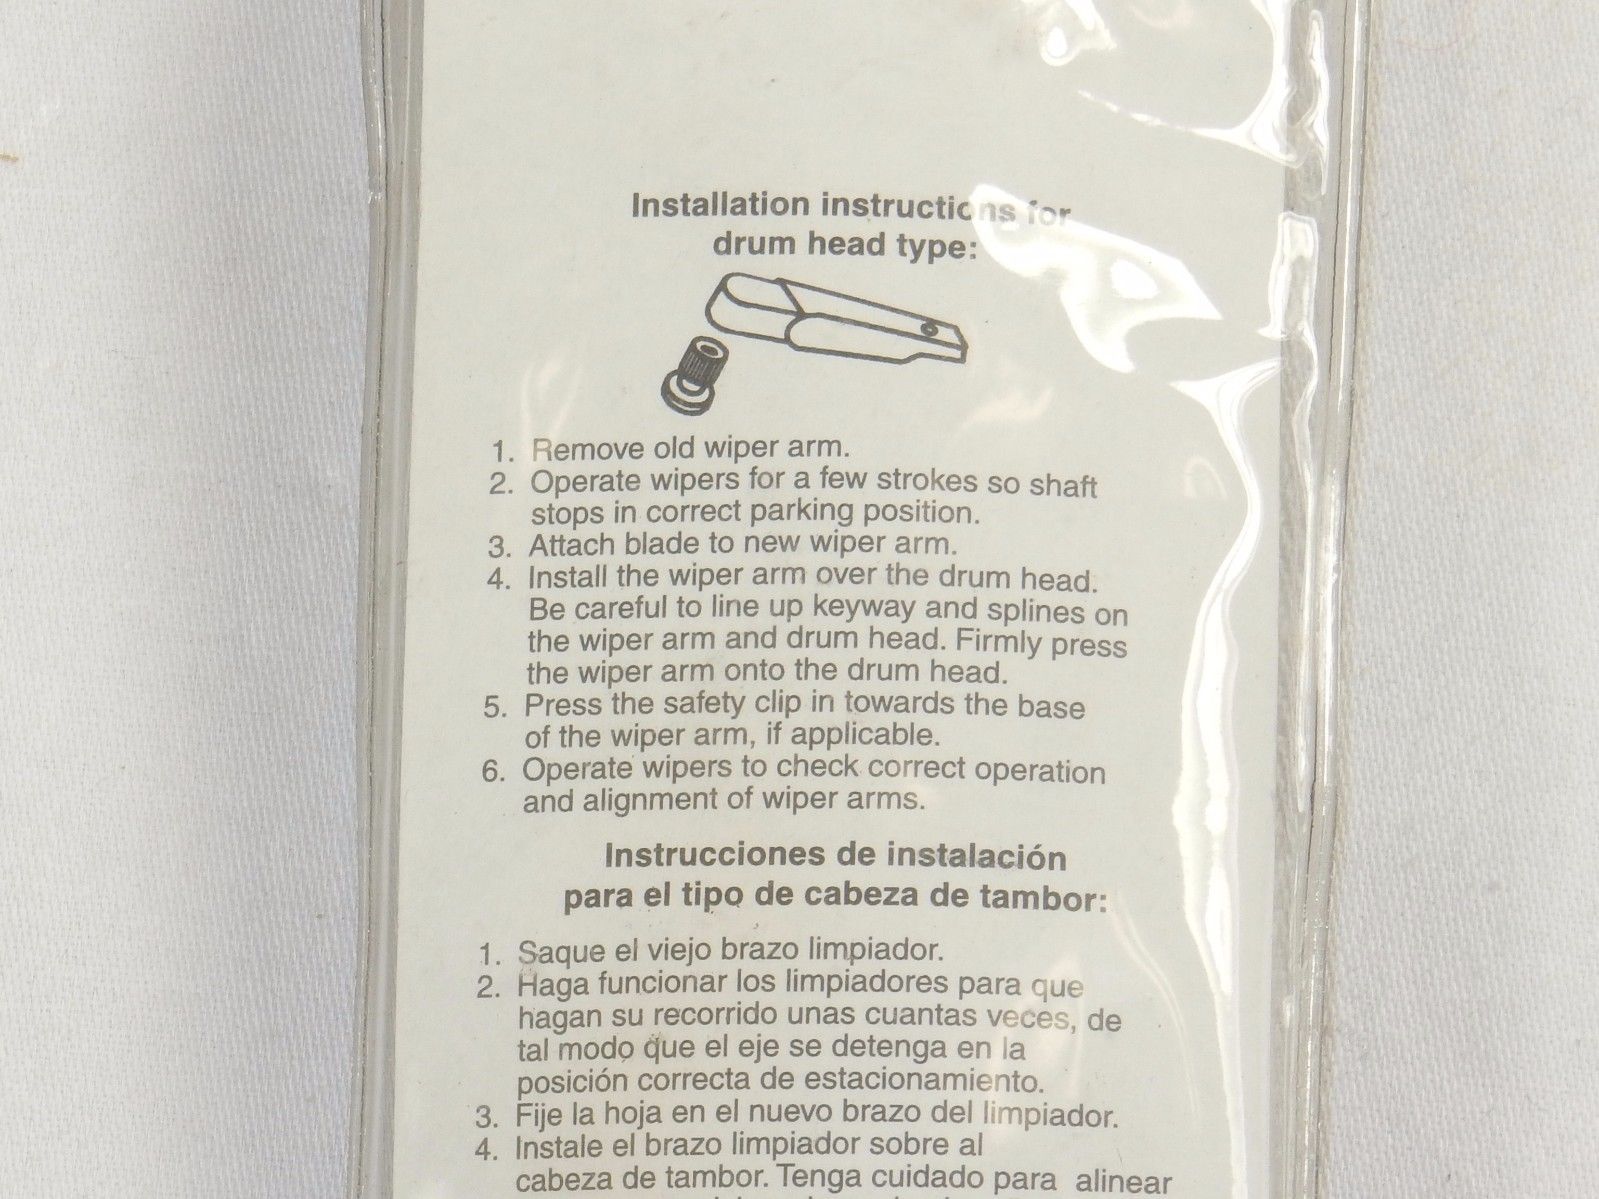 Installation instructions for
drum head type:
1. Remove old wiper arm.
2. Operate wipers for a few strokes so shaft
stops in correct parking position.
3. Attach blade to new wiper arm.
4. Install the wiper arm over the drum head.
Be careful to line up keyway and splines on
the wiper arm and drum head. Firmly press
the wiper arm onto the drum head.
5. Press the safety clip in towards the base
of the wiper arm, if applicable.
6. Operate wipers to check correct operation
and alignment of wiper arms.
Instrucciones de instalación
para el tipo de cabeza de tambor:
1. Saque el viejo brazo limpiador.
2. Haga funcionar los limpiadores para que
hagan su recorrido unas cuantas veces, de
tal modo que el eje se detenga en la
posición correcta de estacionamiento.
3. Fije la hoja en el nuevo brazo del limpiador.
4. Instale el brazo limpiador sobre al
cabeza de tambor. Tenga cuidado para alinear